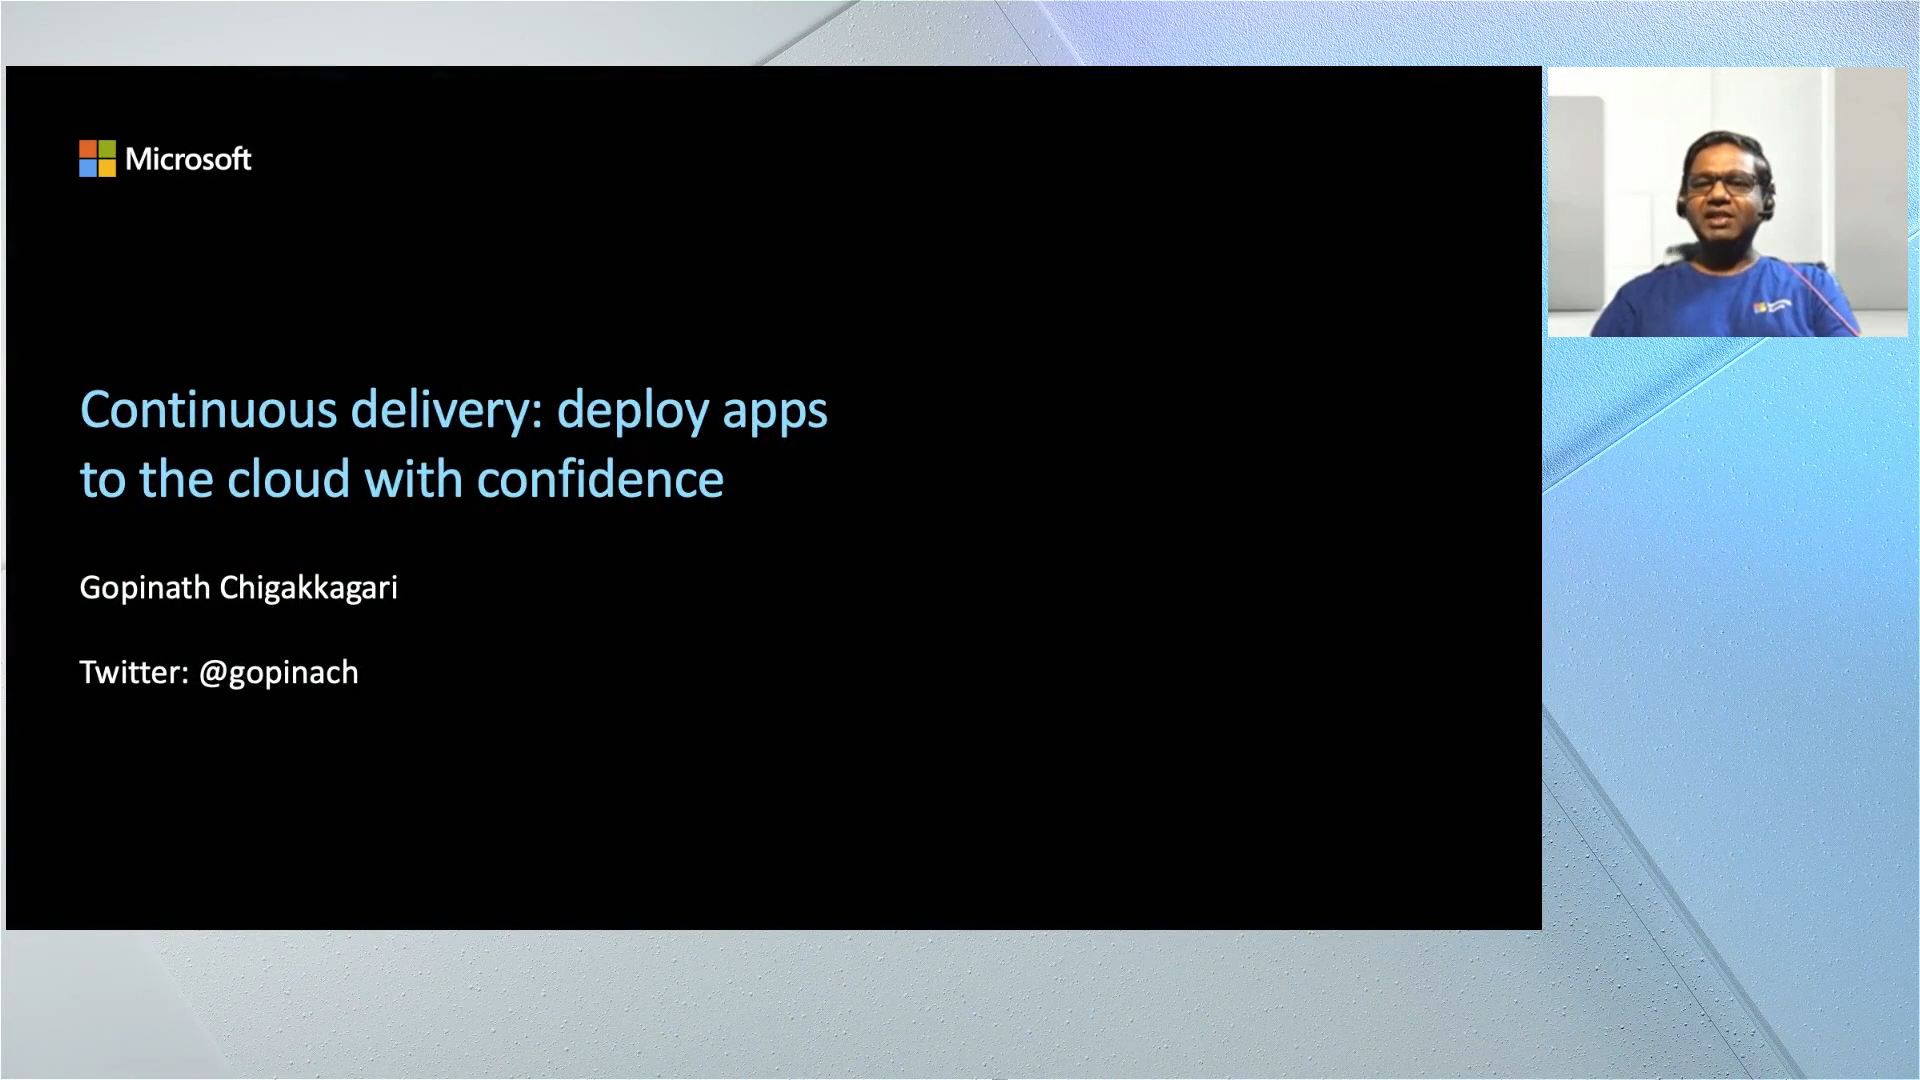 Microsoft
Continuous delivery: deploy apps
to the cloud with confidence
Gopinath Chigakkagari
Twitter: @gopinach